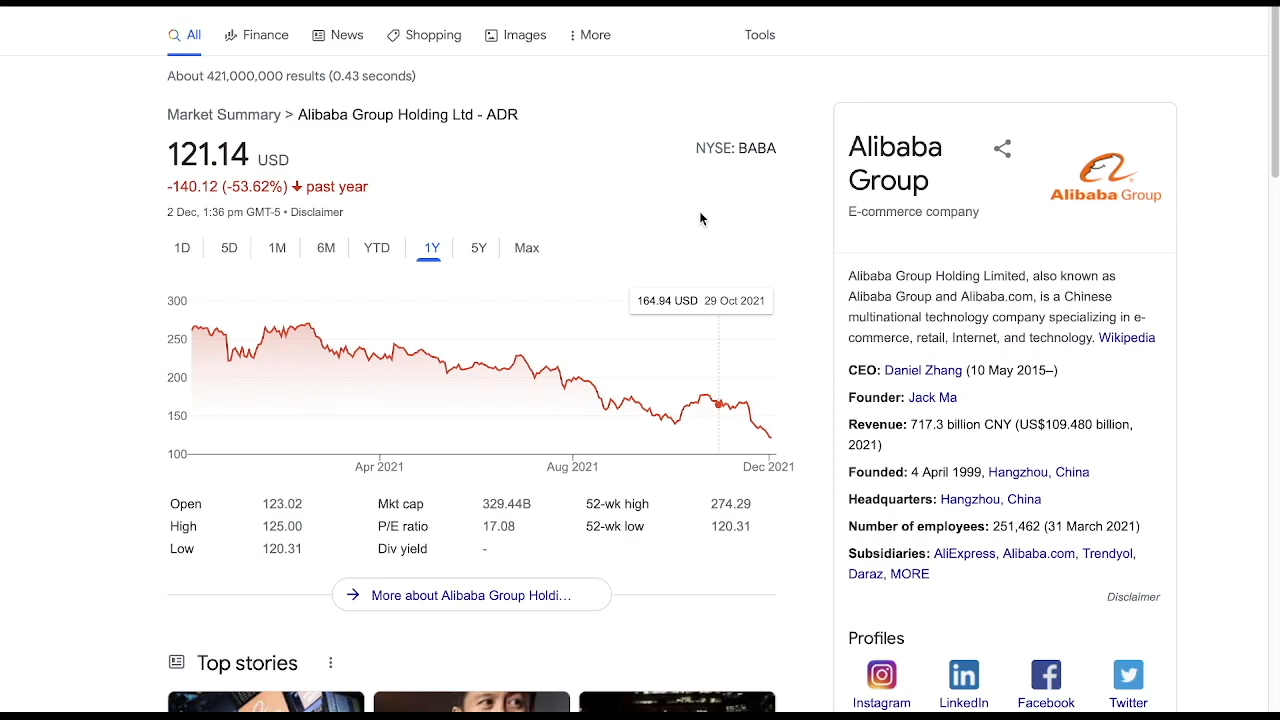 All Finance News Shopping Images More Tools
About 421,000,000 results (0.43 seconds)
Market Summary > Alibaba Group Holding Ltd - ADR
121.14 USD
NYSE: BABA
-140.12 (-53.62%) ↓ past year
2 Dec, 1:36 pm GMT-5 • Disclaimer
1D 5D 1M 6M YTD 1Y 5Y Max
164.94 USD 29 Oct 2021
300
250
200
150
100
Apr 2021 Aug 2021 Dec 2021
Open 123.02 Mkt cap 329.44B 52-wk high 274.29
High 125.00 P/E ratio 17.08 52-wk low 120.31
Low 120.31 Div yield -
→ More about Alibaba Group Holdi...
Top stories
Alibaba
Group
E-commerce company
Alibaba Group
Alibaba Group Holding Limited, also known as
Alibaba Group and Alibaba.com, is a Chinese
multinational technology company specializing in e-
commerce, retail, Internet, and technology. Wikipedia
CEO: Daniel Zhang (10 May 2015–)
Founder: Jack Ma
Revenue: 717.3 billion CNY (US$109.480 billion,
2021)
Founded: 4 April 1999, Hangzhou, China
Headquarters: Hangzhou, China
Number of employees: 251,462 (31 March 2021)
Subsidiaries: AliExpress, Alibaba.com, Trendyol,
Daraz, MORE
Disclaimer
Profiles
Instagram LinkedIn Facebook Twitter